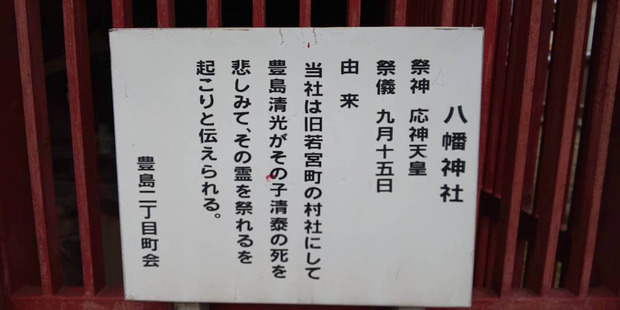 八幡神社
祭神 応神天皇
祭儀 九月十五日
由来
当社は旧若宮町の村社にして
豊島清光がその子清泰の死を
悲しみて、その霊を祭れるを
起こりと伝えられる。
豊島二丁目町会